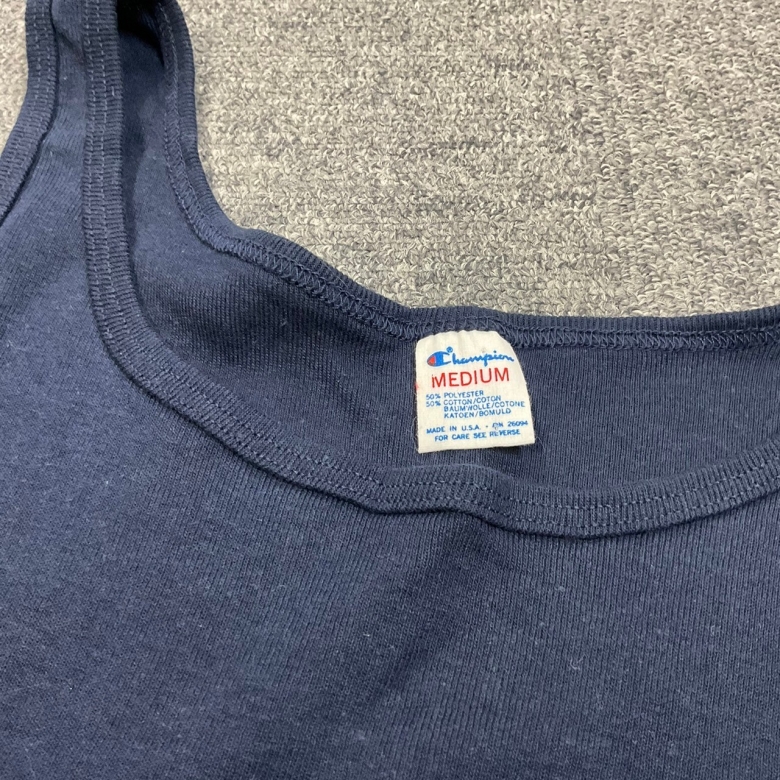 Champion®
MEDIUM
50% POLYESTER
50% COTTON/COTON
BAUMWOLLE/COTONE
KATOEN/BOMULD
MADE IN U.S.A. - RN 26094
FOR CARE SEE REVERSE